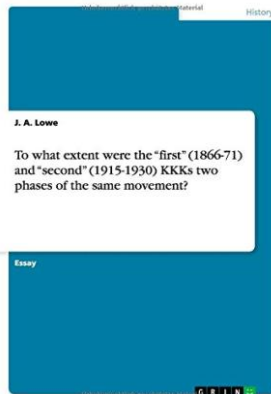 History
J. A. Lowe
To what extent were the “first” (1866-71)
and “second” (1915-1930) KKKs two
phases of the same movement?
Essay
G R I N